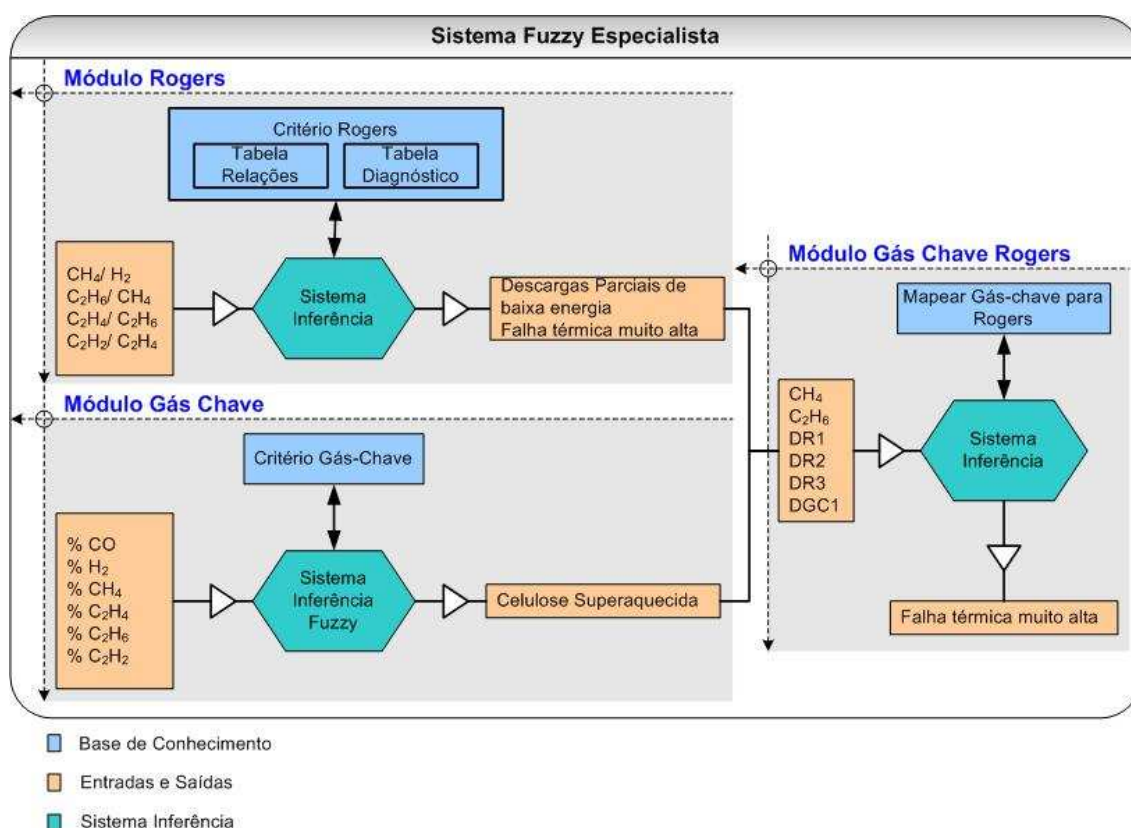 Sistema Fuzzy Especialista
Módulo Rogers
Critério Rogers
Tabela
Relações
Tabela
Diagnóstico
CH₄/ H₂
C₂H₆/ CH₄
C₂H₄/ C₂H₆
C₂H₂/ C₂H₄
Sistema
Inferência
Descargas Parciais de
baixa energia
Falha térmica muito alta
Módulo Gás Chave
Critério Gás-Chave
% CO
% H₂
% CH₄
% C₂H₄
% C₂H₆
% C₂H₂
Sistema
Inferência
Fuzzy
Celulose Superaquecida
Módulo Gás Chave Rogers
Mapear Gás-chave para
Rogers
CH₄
C₂H₆
DR1
DR2
DR3
DGC1
Sistema
Inferência
Falha térmica muito alta
Base de Conhecimento
Entradas e Saídas
Sistema Inferência